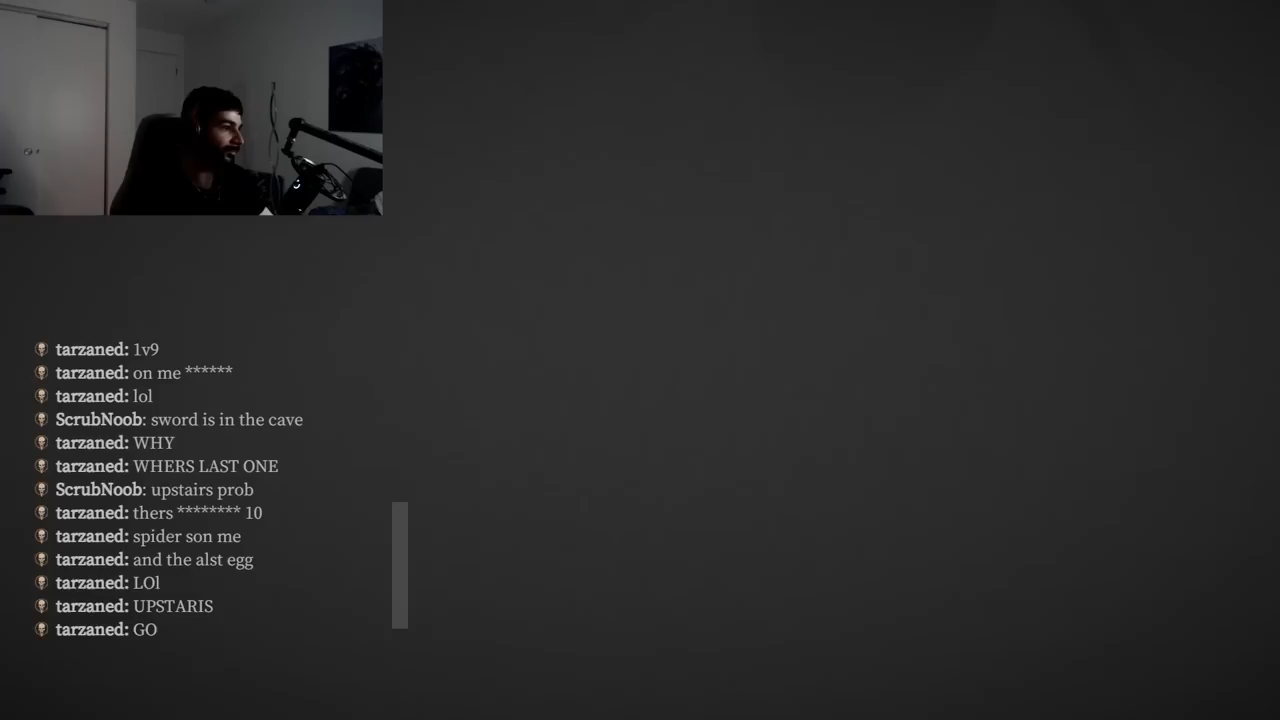 tarzaned: 1v9
tarzaned: on me ******
tarzaned: lol
ScrubNoob: sword is in the cave
tarzaned: WHY
tarzaned: WHERS LAST ONE
ScrubNoob: upstairs prob
tarzaned: thers ******** 10
tarzaned: spider son me
tarzaned: and the alst egg
tarzaned: LOl
tarzaned: UPSTARIS
tarzaned: GO